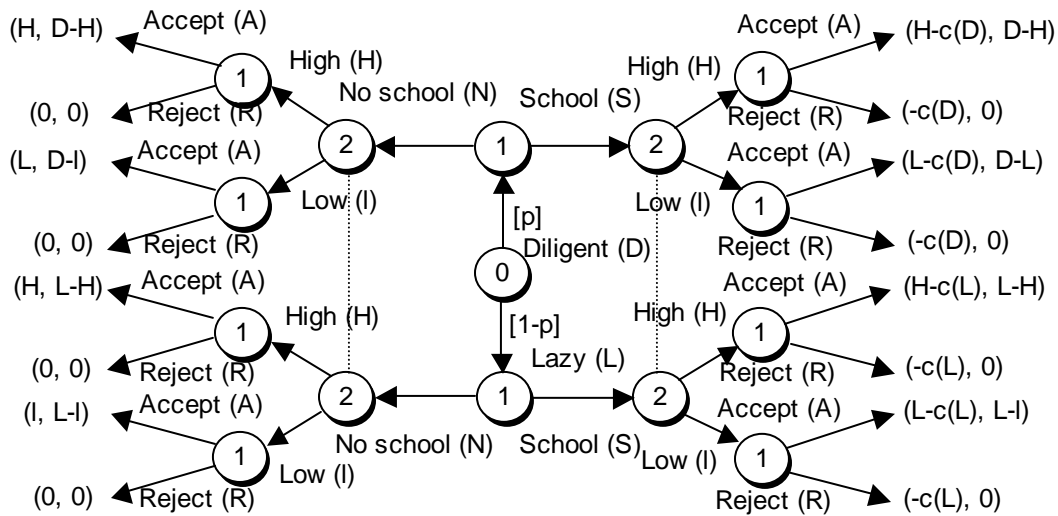 (H, D-H)
Accept (A)
Accept (A)
(H-c(D), D-H)
1
High (H)
High (H)
1
No school (N)
School (S)
(0, 0)
Reject (R)
Reject (R)
(-c(D), 0)
2
1
2
(L, D-l)
Accept (A)
Accept (A)
(L-c(D), D-L)
1
Low (l)
Low (l)
1
[p]
(0, 0)
Reject (R)
Diligent (D)
Reject (R)
(-c(D), 0)
0
(H, L-H)
Accept (A)
Accept (A)
(H-c(L), L-H)
1
High (H)
[1-p]
High (H)
1
Lazy (L)
(0, 0)
Reject (R)
Reject (R)
(-c(L), 0)
2
1
2
(l, L-l)
Accept (A)
Accept (A)
(L-c(L), L-l)
No school (N)
School (S)
1
Low (l)
Low (l)
1
(0, 0)
Reject (R)
Reject (R)
(-c(L), 0)